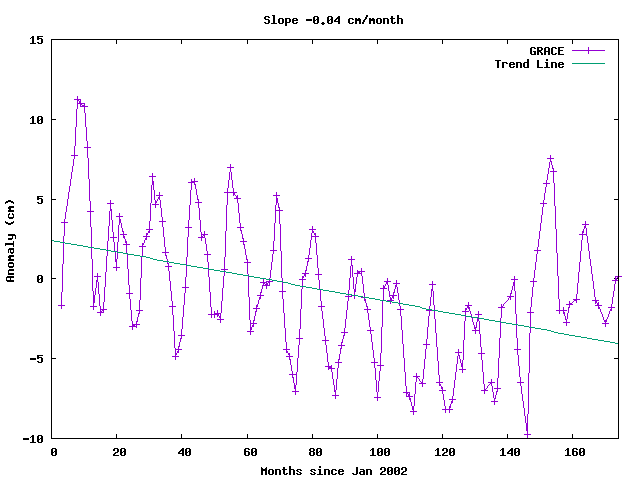 Slope -0.04 cm/month
15
GRACE
Trend Line
10
5
0
-5
-10
Anomaly (cm)
0 20 40 60 80 100 120 140 160
Months since Jan 2002